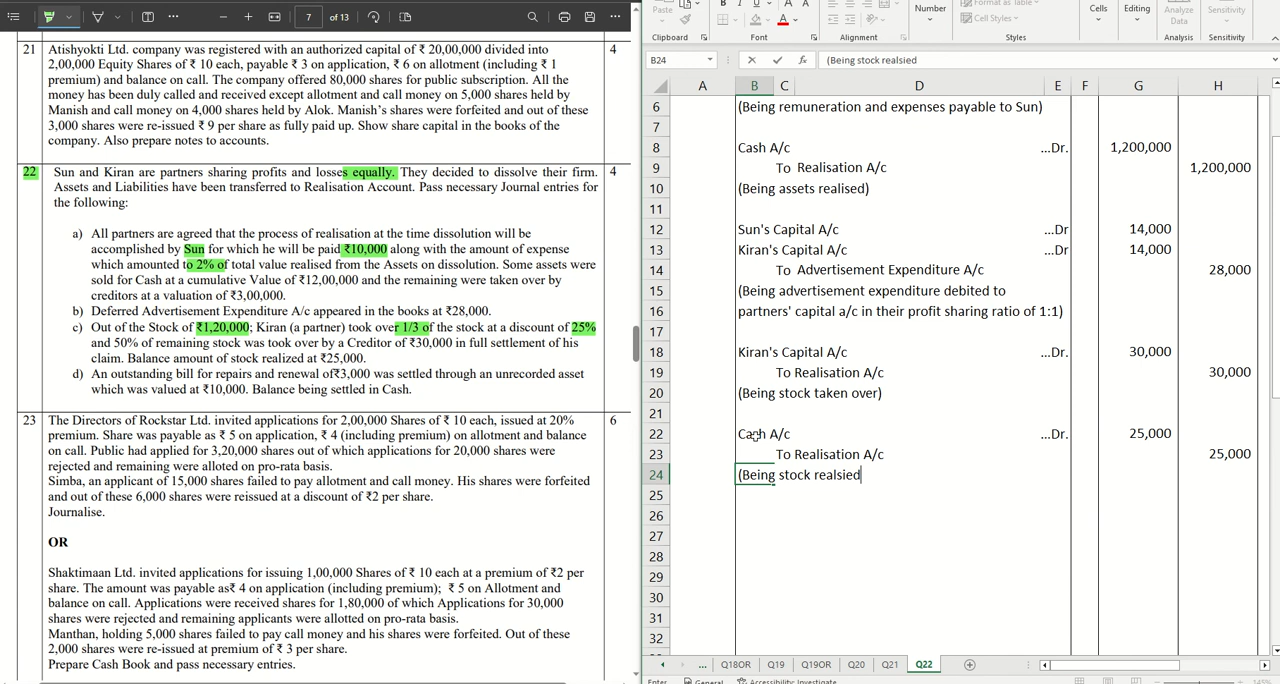 7 of 13
21 Atishyokti Ltd. company was registered with an authorized capital of ₹ 20,00,000 divided into 4
2,00,000 Equity Shares of ₹ 10 each, payable ₹ 3 on application, ₹ 6 on allotment (including ₹ 1
premium) and balance on call. The company offered 80,000 shares for public subscription. All the
money has been duly called and received except allotment and call money on 5,000 shares held by
Manish and call money on 4,000 shares held by Alok. Manish's shares were forfeited and out of these
3,000 shares were re-issued ₹ 9 per share as fully paid up. Show share capital in the books of the
company. Also prepare notes to accounts.
22 Sun and Kiran are partners sharing profits and losses equally. They decided to dissolve their firm. 4
Assets and Liabilities have been transferred to Realisation Account. Pass necessary Journal entries for
the following:
a) All partners are agreed that the process of realisation at the time dissolution will be
accomplished by Sun for which he will be paid ₹10,000 along with the amount of expense
which amounted to 2% of total value realised from the Assets on dissolution. Some assets were
sold for Cash at a cumulative Value of ₹12,00,000 and the remaining were taken over by
creditors at a valuation of ₹3,00,000.
b) Deferred Advertisement Expenditure A/c appeared in the books at ₹28,000.
c) Out of the Stock of ₹1,20,000; Kiran (a partner) took over 1/3 of the stock at a discount of 25%
and 50% of remaining stock was took over by a Creditor of ₹30,000 in full settlement of his
claim. Balance amount of stock realized at ₹25,000.
d) An outstanding bill for repairs and renewal of₹3,000 was settled through an unrecorded asset
which was valued at ₹10,000. Balance being settled in Cash.
23 The Directors of Rockstar Ltd. invited applications for 2,00,000 Shares of ₹ 10 each, issued at 20% 6
premium. Share was payable as ₹ 5 on application, ₹ 4 (including premium) on allotment and balance
on call. Public had applied for 3,20,000 shares out of which applications for 20,000 shares were
rejected and remaining were alloted on pro-rata basis.
Simba, an applicant of 15,000 shares failed to pay allotment and call money. His shares were forfeited
and out of these 6,000 shares were reissued at a discount of ₹2 per share.
Journalise.
OR
Shaktimaan Ltd. invited applications for issuing 1,00,000 Shares of ₹ 10 each at a premium of ₹2 per
share. The amount was payable as₹ 4 on application (including premium); ₹ 5 on Allotment and
balance on call. Applications were received shares for 1,80,000 of which Applications for 30,000
shares were rejected and remaining applicants were allotted on pro-rata basis.
Manthan, holding 5,000 shares failed to pay call money and his shares were forfeited. Out of these
2,000 shares were re-issued at premium of ₹ 3 per share.
Prepare Cash Book and pass necessary entries.
Paste B I U A A Number Format as Table Cell Styles Cells Editing Analyze Data Sensitivity
Clipboard Font Alignment Styles Analysis Sensitivity
B24 fx (Being stock realsied
A B C D E F G H
6 (Being remuneration and expenses payable to Sun)
7
8 Cash A/c ...Dr. 1,200,000
9 To Realisation A/c 1,200,000
10 (Being assets realised)
11
12 Sun's Capital A/c ...Dr 14,000
13 Kiran's Capital A/c ...Dr 14,000
14 To Advertisement Expenditure A/c 28,000
15 (Being advertisement expenditure debited to
16 partners' capital a/c in their profit sharing ratio of 1:1)
17
18 Kiran's Capital A/c ...Dr. 30,000
19 To Realisation A/c 30,000
20 (Being stock taken over)
21
22 Cash A/c ...Dr. 25,000
23 To Realisation A/c 25,000
24 (Being stock realsied
25
26
27
28
29
30
31
32
... Q18OR Q19 Q19OR Q20 Q21 Q22
Enter General Accessibility: Investigate 145%